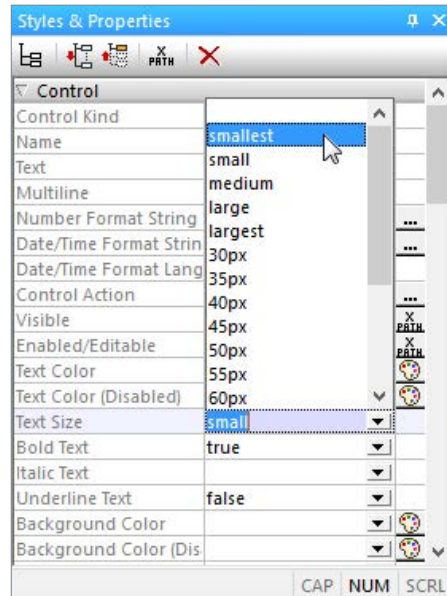 Styles & Properties
X
PATH
Control
Control Kind
Name
Text
Multiline
Number Format String
Date/Time Format Strin
Date/Time Format Lang
Control Action
Visible
Enabled/Editable
Text Color
Text Color (Disabled)
smallest
small
medium
large
largest
30px
35px
40px
45px
50px
55px
60px
...
...
...
X
PATH
X
PATH
Text Size small
Bold Text true
Italic Text
Underline Text false
Background Color
Background Color (Dis
CAP NUM SCRL